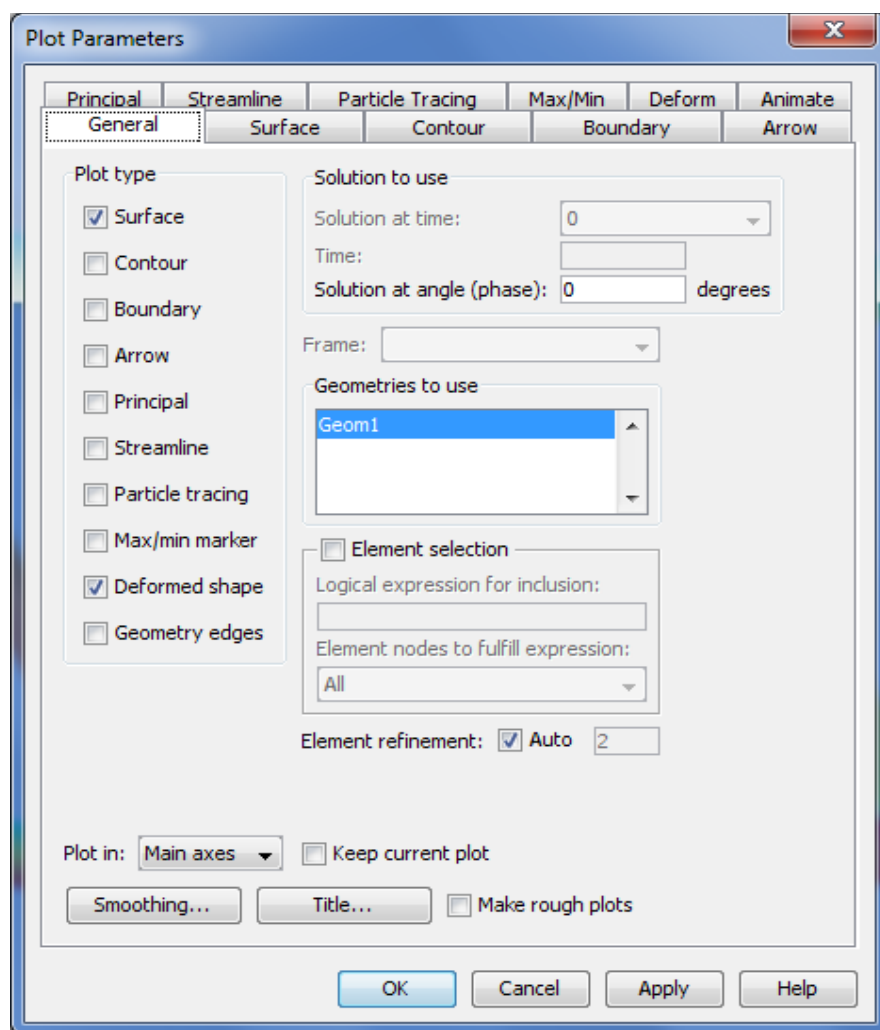 Plot Parameters
Principal Streamline Particle Tracing Max/Min Deform Animate
General Surface Contour Boundary Arrow
Plot type
Surface
Contour
Boundary
Arrow
Principal
Streamline
Particle tracing
Max/min marker
Deformed shape
Geometry edges
Solution to use
Solution at time: 0
Time:
Solution at angle (phase): 0 degrees
Frame:
Geometries to use
Geom1
Element selection
Logical expression for inclusion:
Element nodes to fulfill expression:
All
Element refinement: Auto 2
Plot in: Main axes Keep current plot
Smoothing... Title... Make rough plots
OK Cancel Apply Help